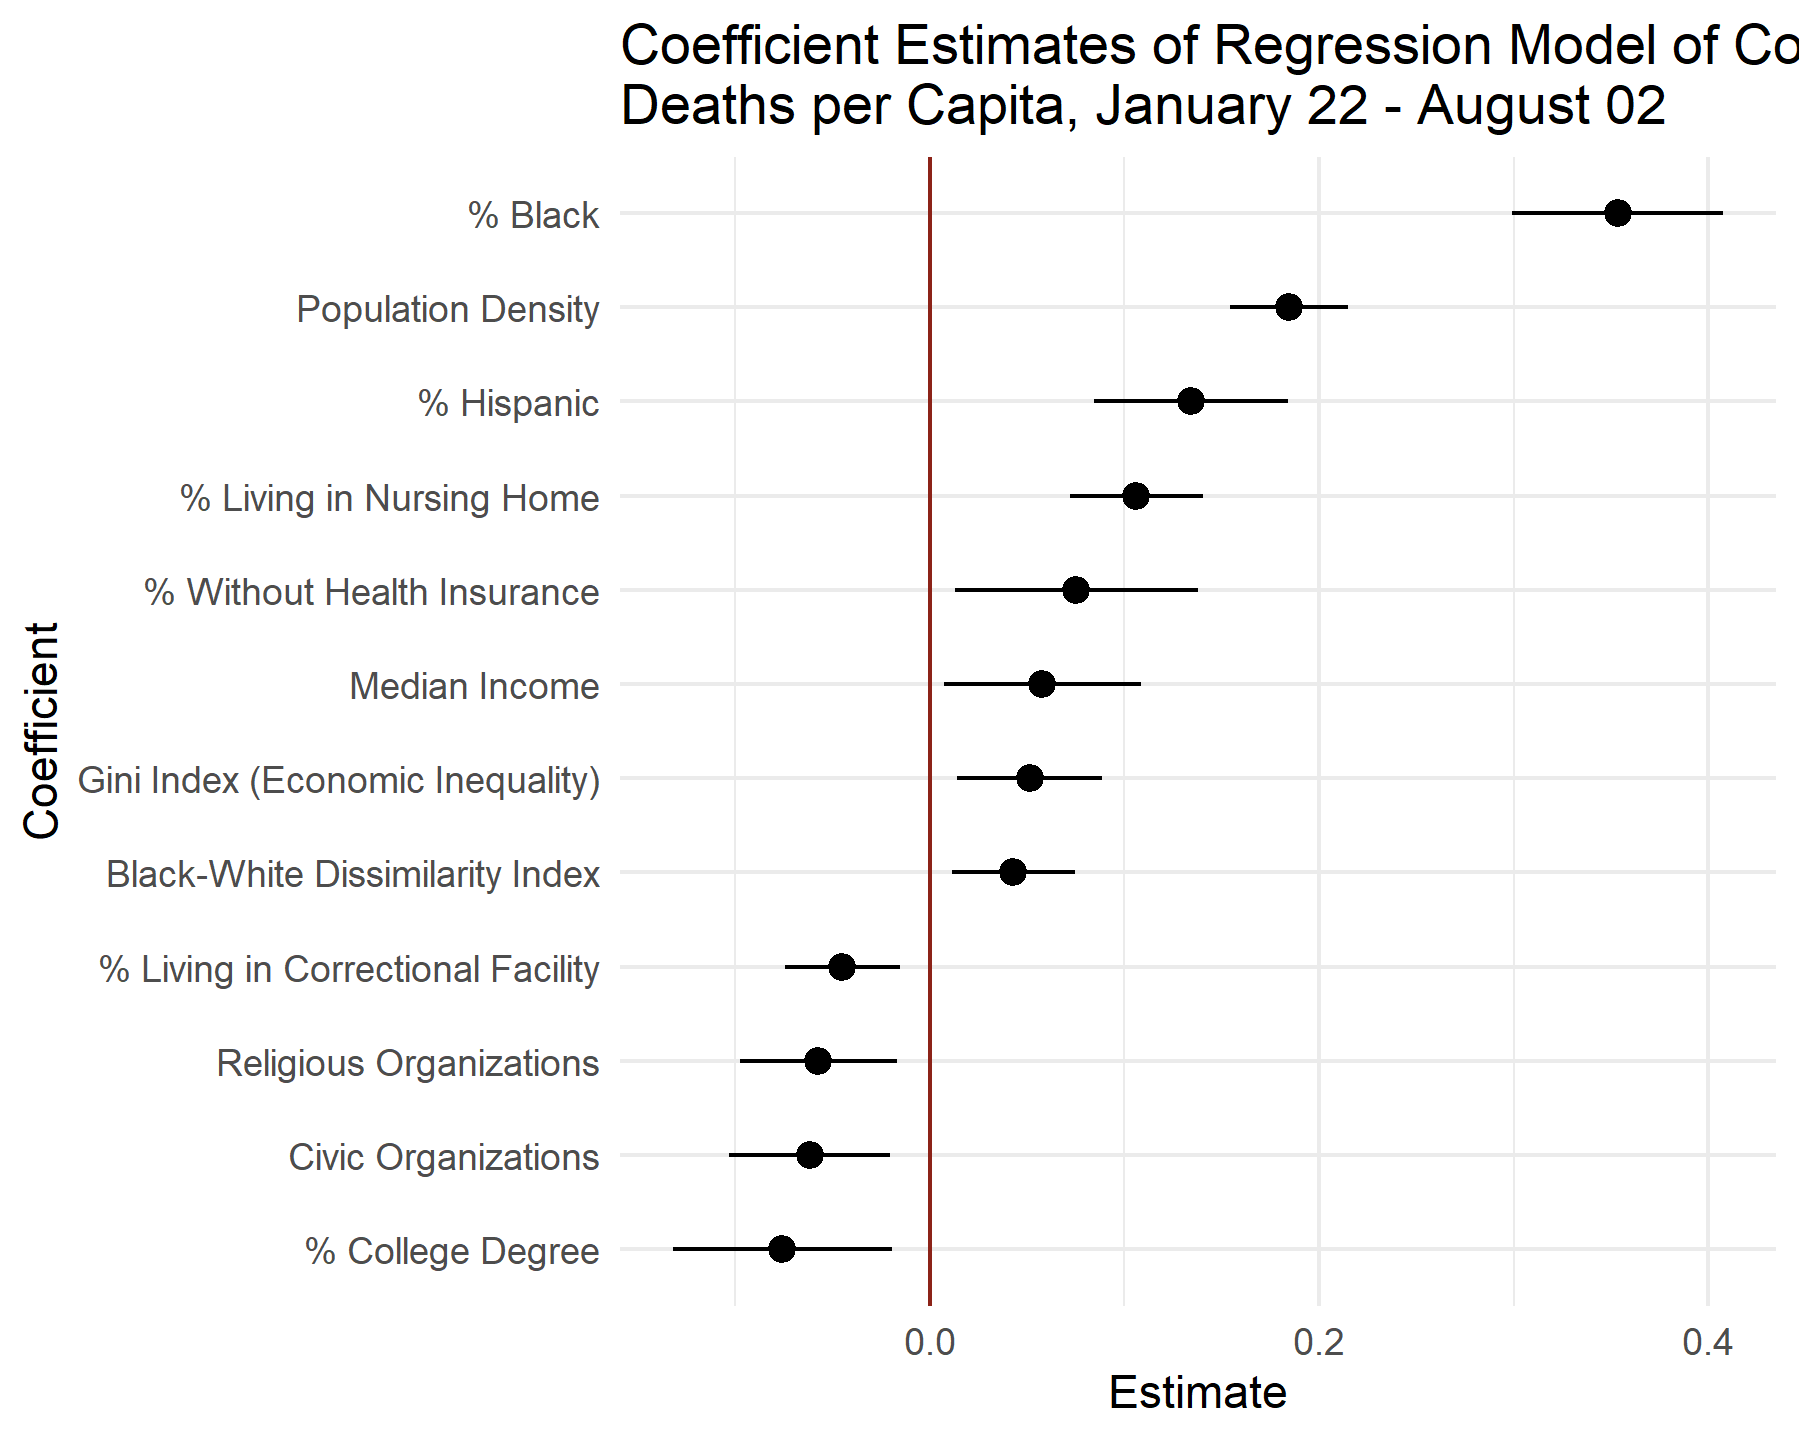 Coefficient Estimates of Regression Model of Co
Deaths per Capita, January 22 - August 02
% Black
Population Density
% Hispanic
% Living in Nursing Home
% Without Health Insurance
Median Income
Gini Index (Economic Inequality)
Black-White Dissimilarity Index
% Living in Correctional Facility
Religious Organizations
Civic Organizations
% College Degree
Coefficient
0.0 0.2 0.4
Estimate